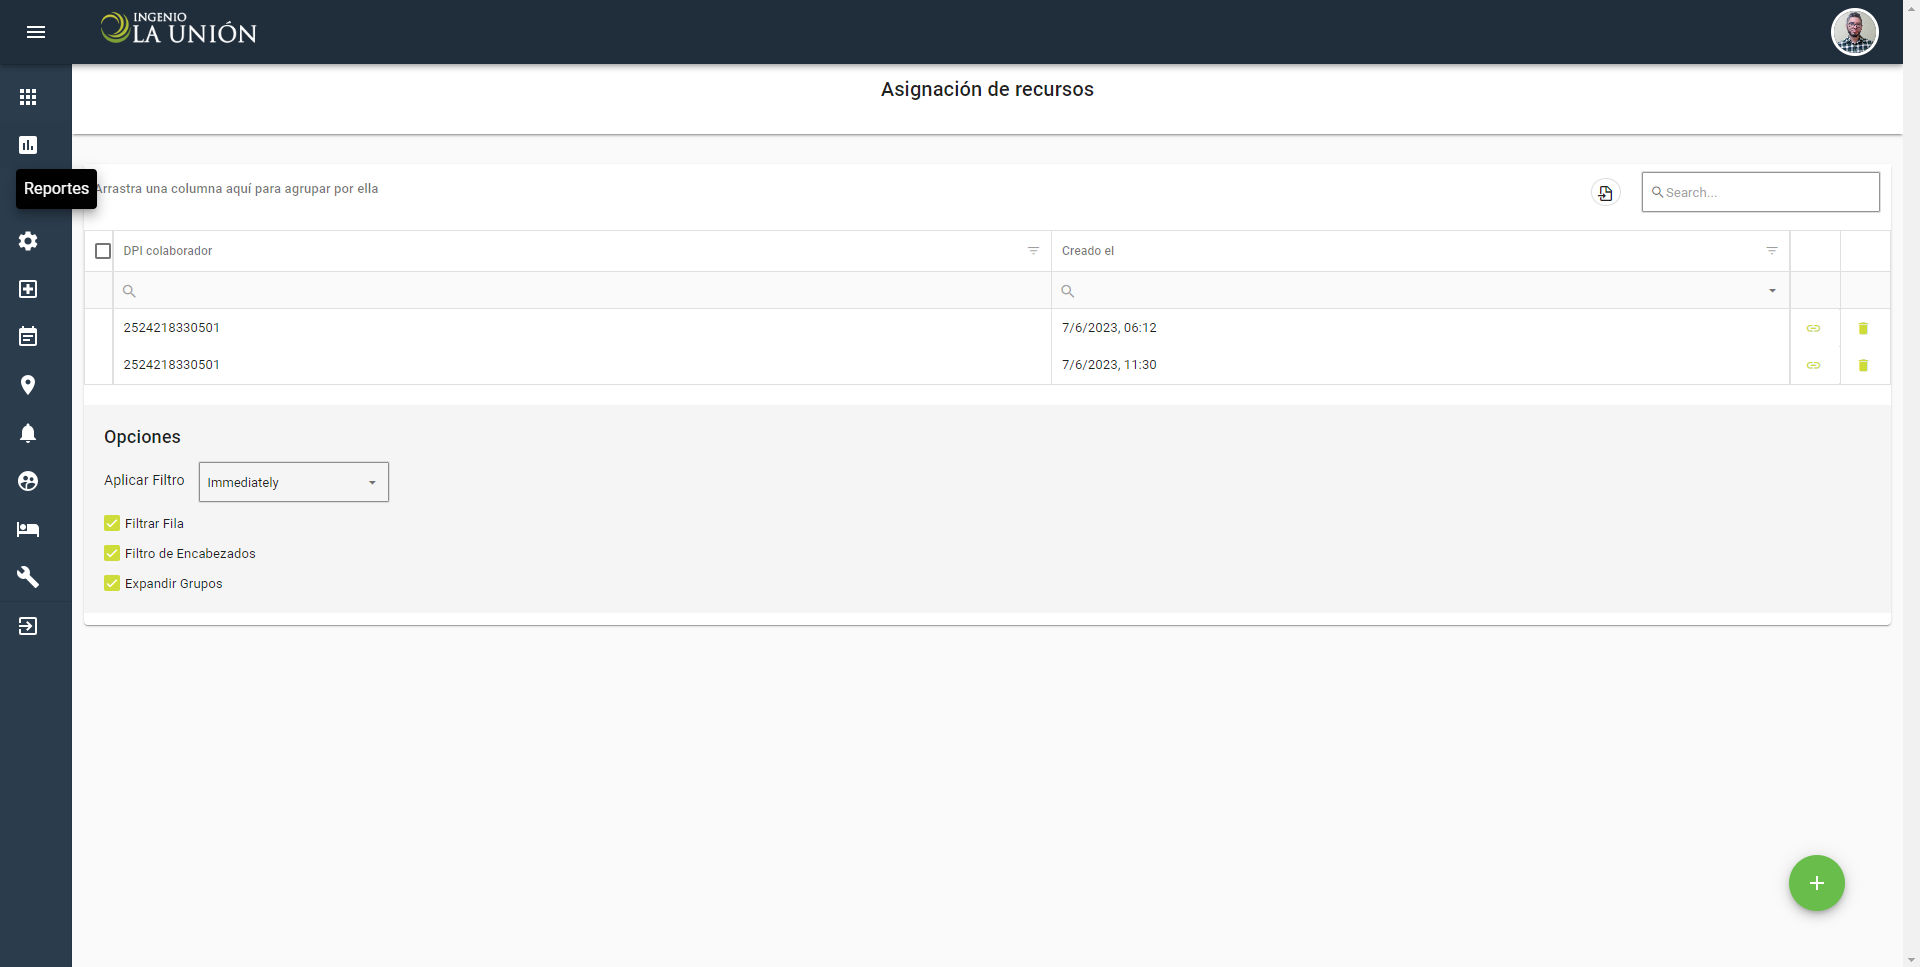 INGENIO
LA UNIÓN
Asignación de recursos
Reportes
Arrastra una columna aquí para agrupar por ella
Search...
DPI colaborador
Creado el
2524218330501
7/6/2023, 06:12
2524218330501
7/6/2023, 11:30
Opciones
Aplicar Filtro
Immediately
Filtrar Fila
Filtro de Encabezados
Expandir Grupos